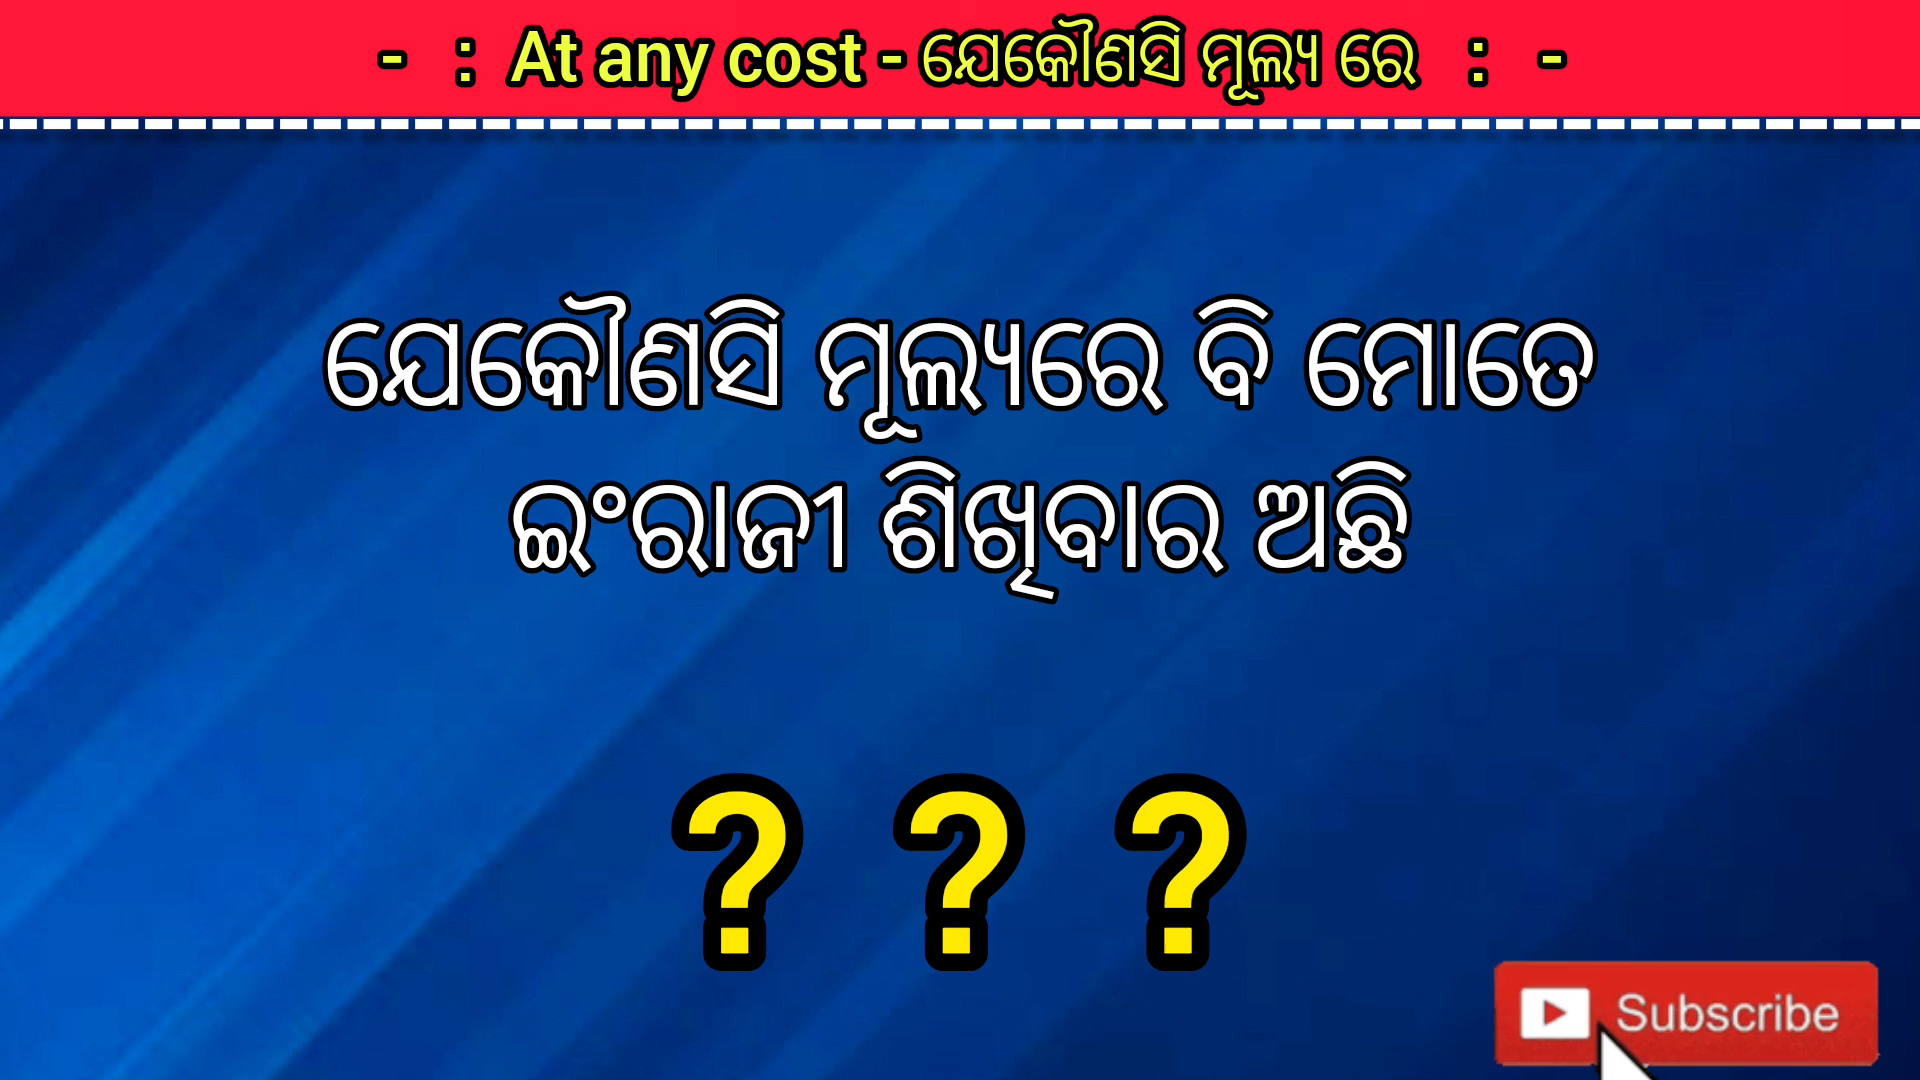 - : At any cost - ଯେକୌଣସି ମୂଲ୍ୟ ରେ : -
ଯେକୌଣସି ମୂଲ୍ୟରେ ବି ମୋତେ
ଇଂରାଜୀ ଶିଖିବାର ଅଛି
? ? ?
Subscribe